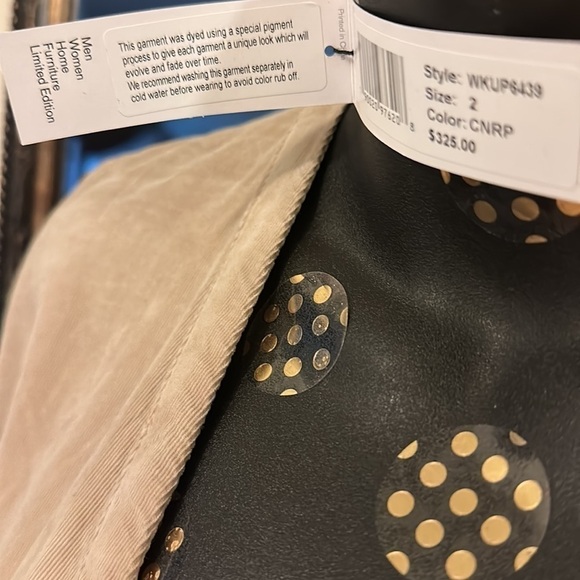 Men
Women
Home
Furniture
Limited Edition
This garment was dyed using a special pigment
process to give each garment a unique look which will
evolve and fade over time.
We recommend washing this garment separately in
cold water before wearing to avoid color rub off.
Printed in C
Style: WKUP6439
Size: 2
Color: CNRP
$325.00